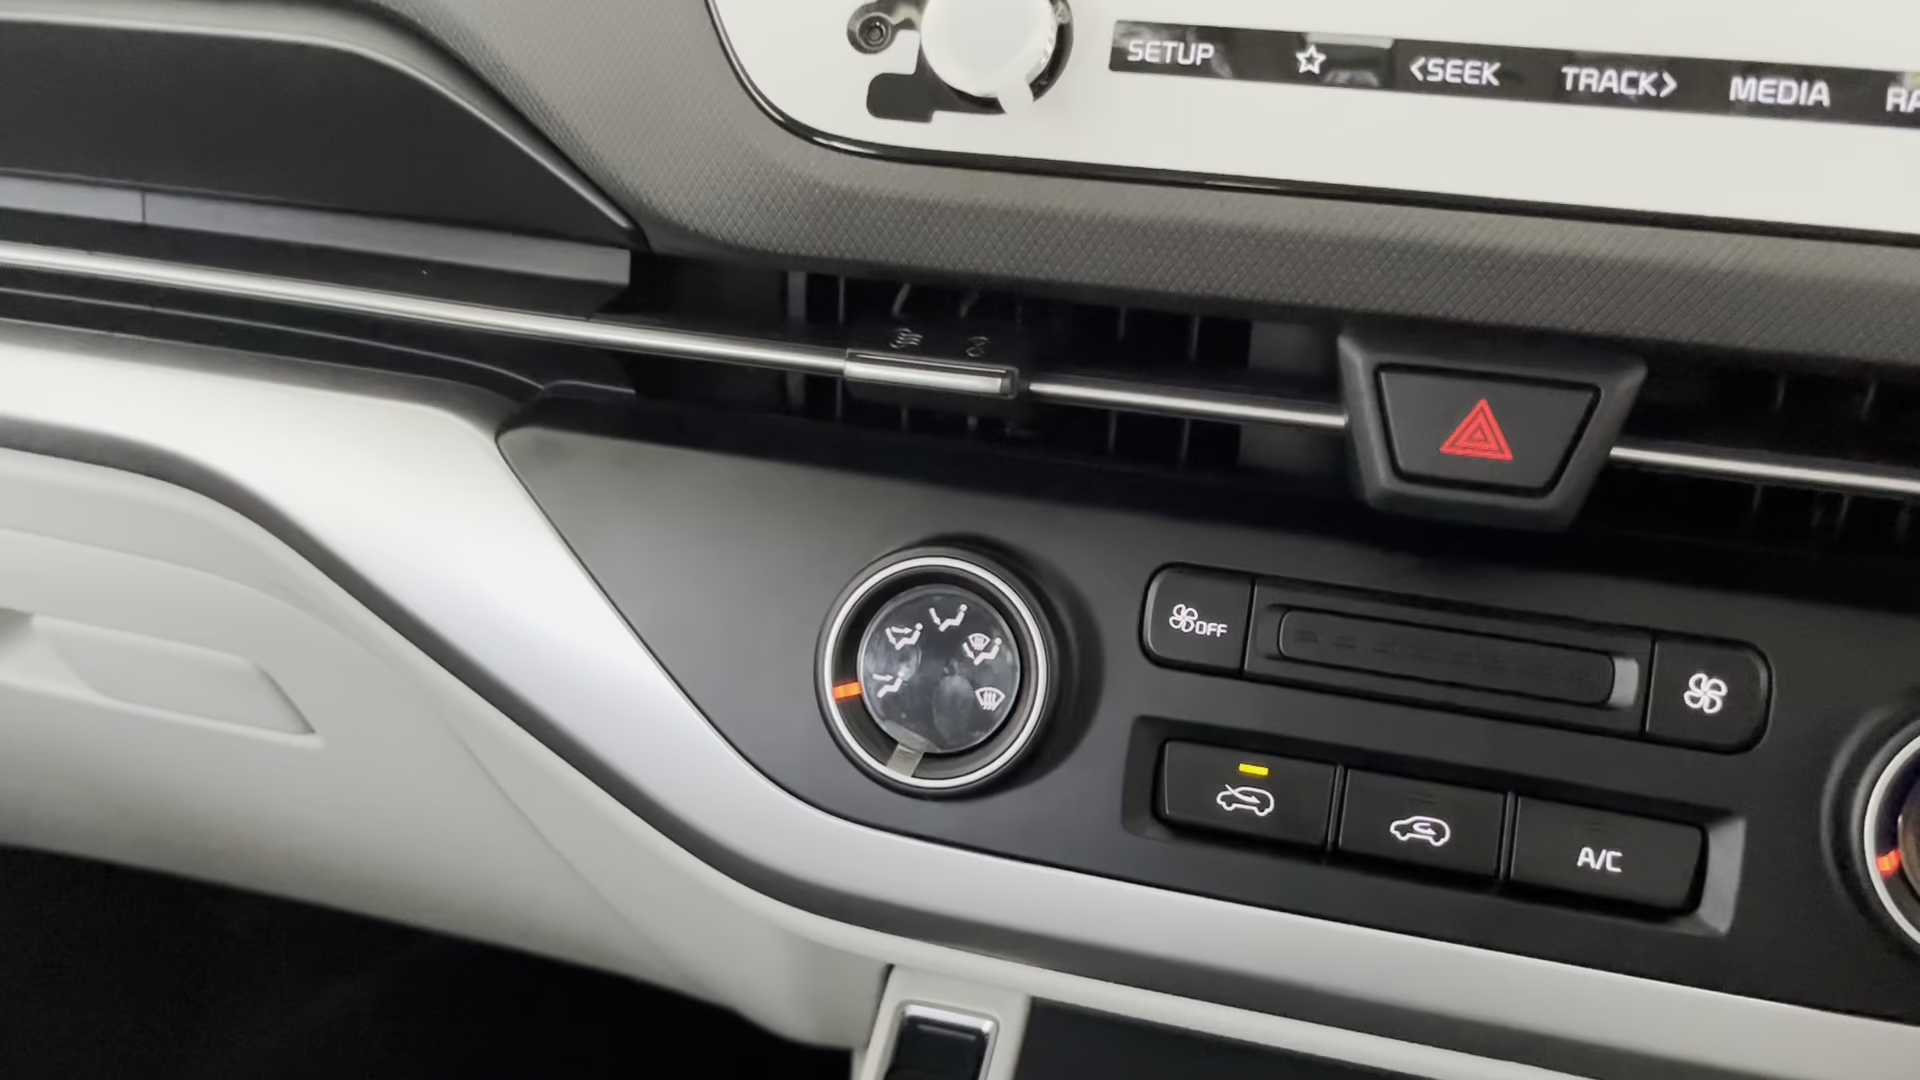 SETUP ☆ <SEEK TRACK> MEDIA
OFF
A/C